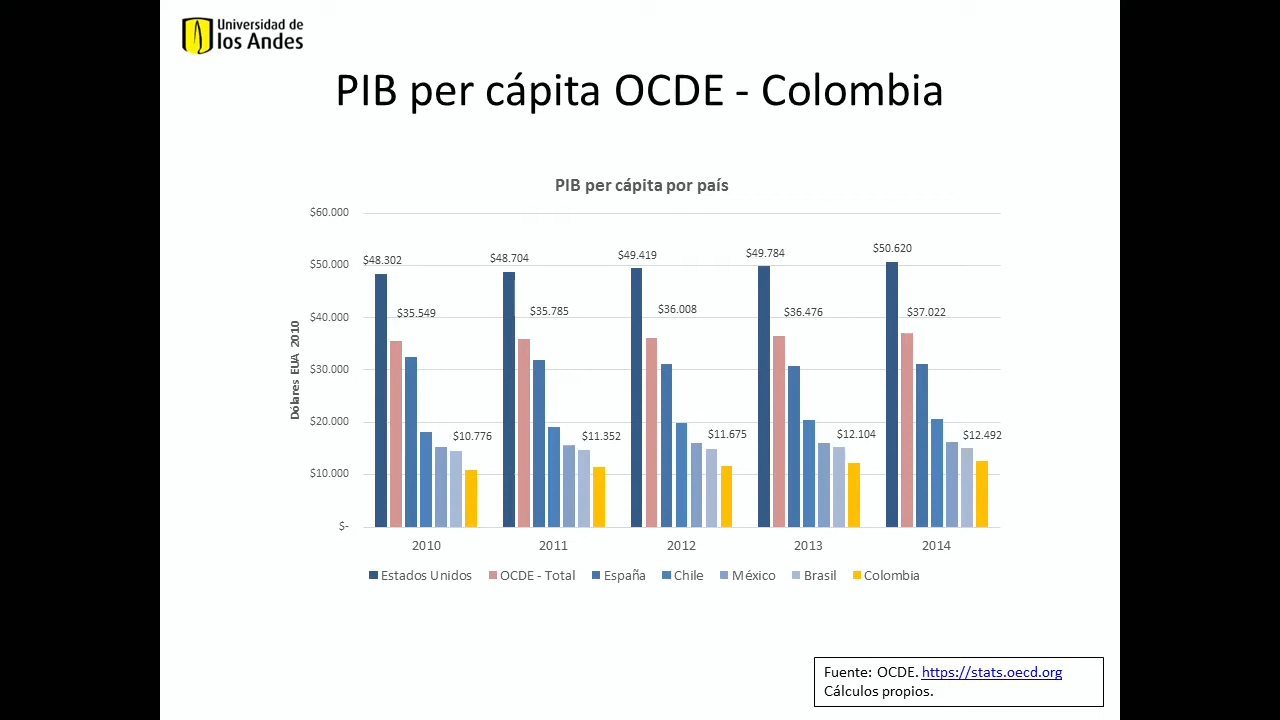 Universidad de
los Andes
PIB per cápita OCDE - Colombia
PIB per cápita por país
Dólares EUA 2010
$60.000
$50.000
$40.000
$30.000
$20.000
$10.000
$-
$48.302
$35.549
$10.776
$48.704
$35.785
$11.352
$49.419
$36.008
$11.675
$49.784
$36.476
$12.104
$50.620
$37.022
$12.492
2010 2011 2012 2013 2014
Estados Unidos OCDE - Total España Chile México Brasil Colombia
Fuente: OCDE. https://stats.oecd.org
Cálculos propios.